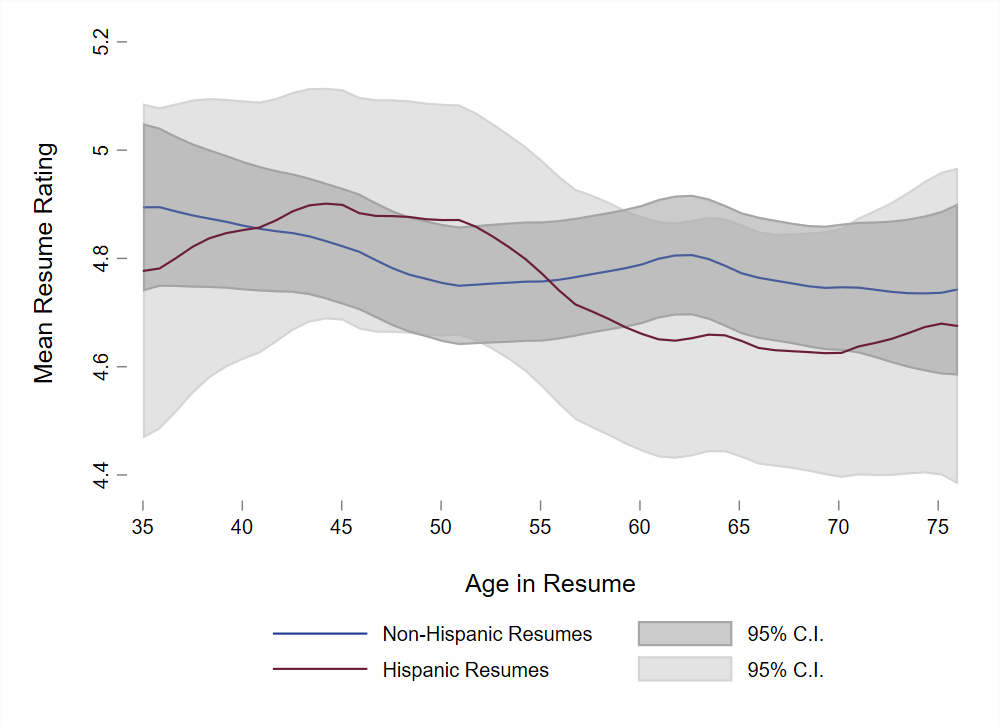 5.2
5
4.8
4.6
4.4
Mean Resume Rating
35 40 45 50 55 60 65 70 75
Age in Resume
Non-Hispanic Resumes 95% C.I.
Hispanic Resumes 95% C.I.